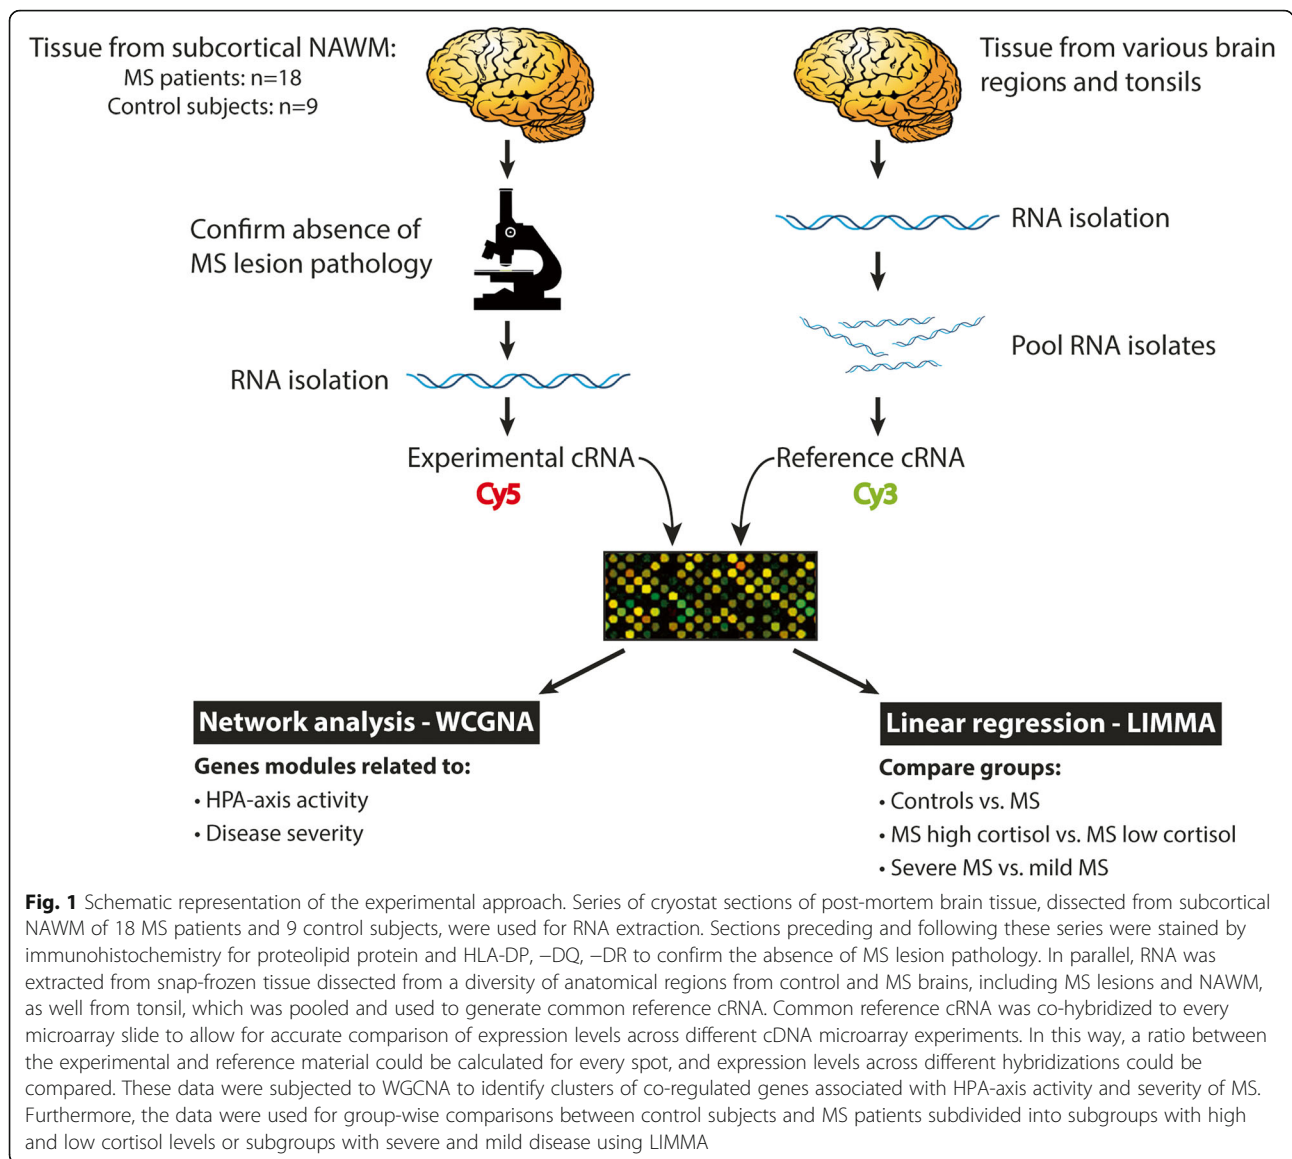 Tissue from subcortical NAWM:
MS patients: n=18
Control subjects: n=9
Tissue from various brain
regions and tonsils
Confirm absence of
MS lesion pathology
RNA isolation
Pool RNA isolates
RNA isolation
Experimental cRNA
Cy5
Reference cRNA
Cy3
Network analysis - WCGNA
Genes modules related to:
• HPA-axis activity
• Disease severity
Linear regression - LIMMA
Compare groups:
• Controls vs. MS
• MS high cortisol vs. MS low cortisol
• Severe MS vs. mild MS
Fig. 1 Schematic representation of the experimental approach. Series of cryostat sections of post-mortem brain tissue, dissected from subcortical
NAWM of 18 MS patients and 9 control subjects, were used for RNA extraction. Sections preceding and following these series were stained by
immunohistochemistry for proteolipid protein and HLA-DP, −DQ, −DR to confirm the absence of MS lesion pathology. In parallel, RNA was
extracted from snap-frozen tissue dissected from a diversity of anatomical regions from control and MS brains, including MS lesions and NAWM,
as well from tonsil, which was pooled and used to generate common reference cRNA. Common reference cRNA was co-hybridized to every
microarray slide to allow for accurate comparison of expression levels across different cDNA microarray experiments. In this way, a ratio between
the experimental and reference material could be calculated for every spot, and expression levels across different hybridizations could be
compared. These data were subjected to WGCNA to identify clusters of co-regulated genes associated with HPA-axis activity and severity of MS.
Furthermore, the data were used for group-wise comparisons between control subjects and MS patients subdivided into subgroups with high
and low cortisol levels or subgroups with severe and mild disease using LIMMA